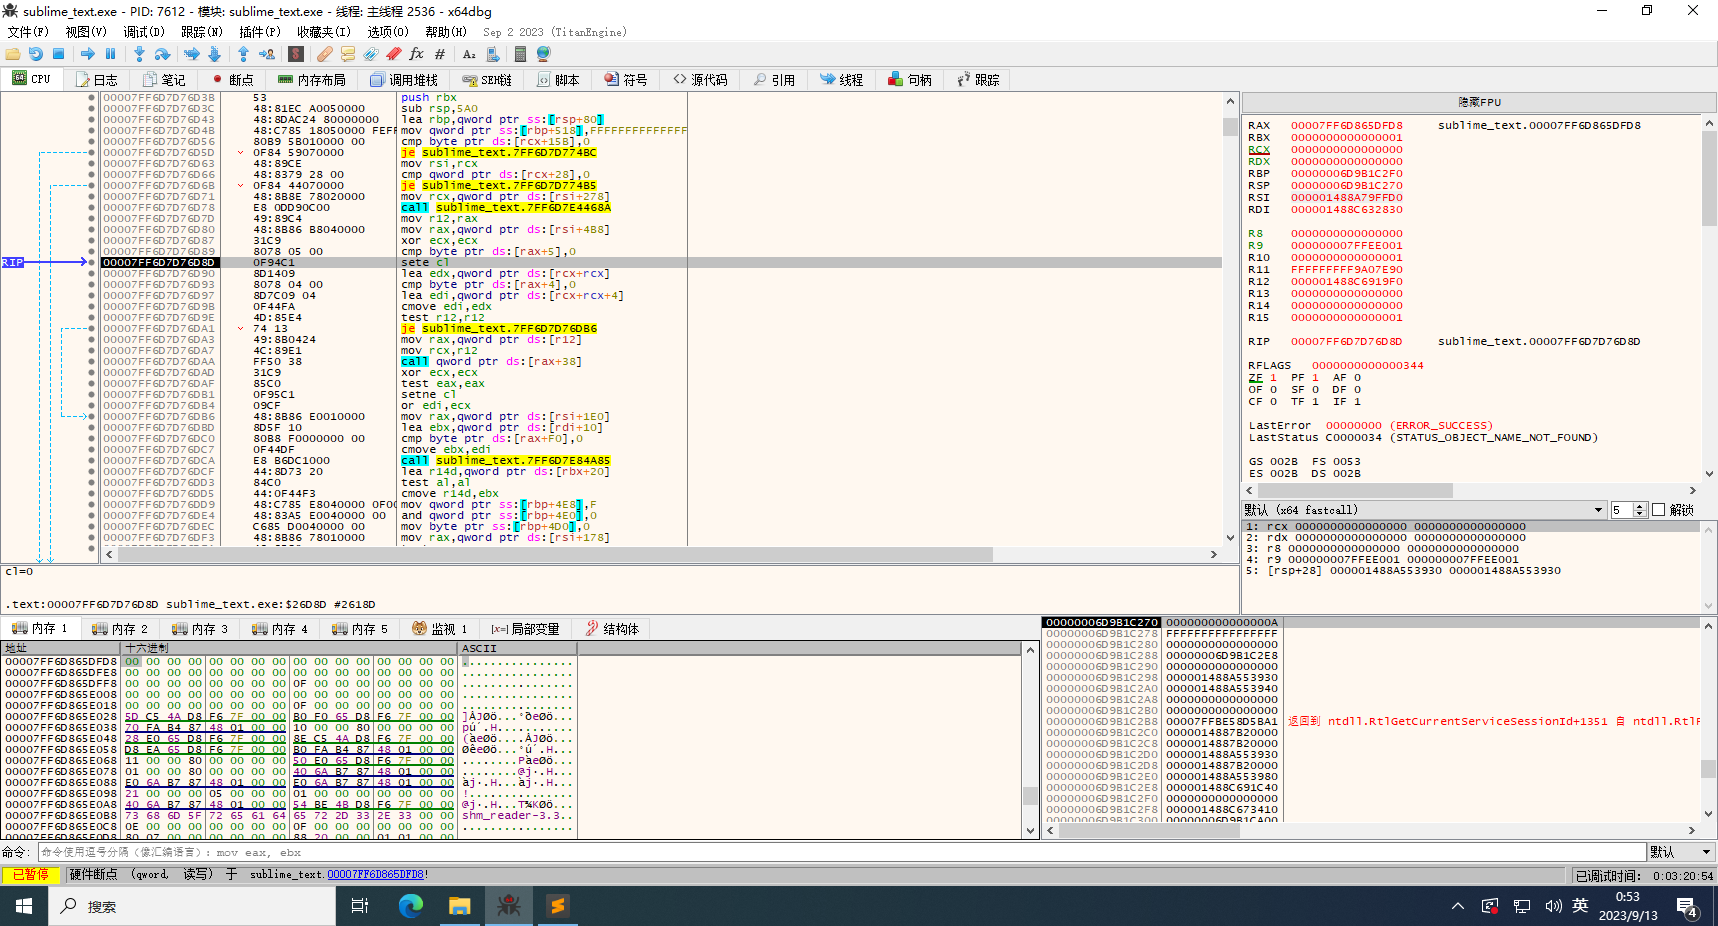 sublime_text.exe - PID: 7612 - 模块: sublime_text.exe - 线程: 主线程 2536 - x64dbg
文件(F) 视图(V) 调试(D) 跟踪(N) 插件(P) 收藏夹(I) 选项(O) 帮助(H) Sep 2 2023 (TitanEngine)
CPU 日志 笔记 断点 内存布局 调用堆栈 SEH链 脚本 符号 源代码 引用 线程 句柄 跟踪
00007FF6D7D76D3B 53 push rbx
00007FF6D7D76D3C 48:81EC A0050000 sub rsp,5A0
00007FF6D7D76D43 48:8DAC24 80000000 lea rbp,qword ptr ss:[rsp+80]
00007FF6D7D76D4B 48:C785 18050000 FEFF mov qword ptr ss:[rbp+518],FFFFFFFFFFFFFF
00007FF6D7D76D56 80B9 5B010000 00 cmp byte ptr ds:[rcx+15B],0
00007FF6D7D76D5D 0F84 59070000 je sublime_text.7FF6D7D774BC
00007FF6D7D76D63 48:89CE mov rsi,rcx
00007FF6D7D76D66 48:8379 28 00 cmp qword ptr ds:[rcx+28],0
00007FF6D7D76D6B 0F84 44070000 je sublime_text.7FF6D7D774B5
00007FF6D7D76D71 48:8B8E 78020000 mov rcx,qword ptr ds:[rsi+278]
00007FF6D7D76D78 E8 0DD90C00 call sublime_text.7FF6D7E4468A
00007FF6D7D76D7D 49:89C4 mov r12,rax
00007FF6D7D76D80 48:8B86 B8040000 mov rax,qword ptr ds:[rsi+4B8]
00007FF6D7D76D87 31C9 xor ecx,ecx
00007FF6D7D76D89 8078 05 00 cmp byte ptr ds:[rax+5],0
RIP 00007FF6D7D76D8D 0F94C1 sete cl
00007FF6D7D76D90 8D1409 lea edx,qword ptr ds:[rcx+rcx]
00007FF6D7D76D93 8078 04 00 cmp byte ptr ds:[rax+4],0
00007FF6D7D76D97 8D7C09 04 lea edi,qword ptr ds:[rcx+rcx+4]
00007FF6D7D76D9B 0F44FA cmove edi,edx
00007FF6D7D76D9E 4D:85E4 test r12,r12
00007FF6D7D76DA1 74 13 je sublime_text.7FF6D7D76DB6
00007FF6D7D76DA3 49:8B0424 mov rax,qword ptr ds:[r12]
00007FF6D7D76DA7 4C:89E1 mov rcx,r12
00007FF6D7D76DAA FF50 38 call qword ptr ds:[rax+38]
00007FF6D7D76DAD 31C9 xor ecx,ecx
00007FF6D7D76DAF 85C0 test eax,eax
00007FF6D7D76DB1 0F95C1 setne cl
00007FF6D7D76DB4 09CF or edi,ecx
00007FF6D7D76DB6 48:8B86 E0010000 mov rax,qword ptr ds:[rsi+1E0]
00007FF6D7D76DBD 8D5F 10 lea ebx,qword ptr ds:[rdi+10]
00007FF6D7D76DC0 80B8 F0000000 00 cmp byte ptr ds:[rax+F0],0
00007FF6D7D76DC7 0F44DF cmove ebx,edi
00007FF6D7D76DCA E8 B6DC1000 call sublime_text.7FF6D7E84A85
00007FF6D7D76DCF 44:8D73 20 lea r14d,qword ptr ds:[rbx+20]
00007FF6D7D76DD3 84C0 test al,al
00007FF6D7D76DD5 44:0F44F3 cmove r14d,ebx
00007FF6D7D76DD9 48:C785 E8040000 0F00 mov qword ptr ss:[rbp+4E8],F
00007FF6D7D76DE4 48:83A5 E0040000 00 and qword ptr ss:[rbp+4E0],0
00007FF6D7D76DEC C685 D0040000 00 mov byte ptr ss:[rbp+4D0],0
00007FF6D7D76DF3 48:8B86 78010000 mov rax,qword ptr ds:[rsi+178]
cl=0
.text:00007FF6D7D76D8D sublime_text.exe:$26D8D #2618D
隐藏FPU
RAX 00007FF6D865DFD8 sublime_text.00007FF6D865DFD8
RBX 0000000000000001
RCX 0000000000000000
RDX 0000000000000000
RBP 00000006D9B1C2F0
RSP 00000006D9B1C270
RSI 000001488A79FFD0
RDI 000001488C632830
R8 0000000000000000
R9 000000007FFEE001
R10 0000000000000001
R11 FFFFFFFFF9A07E90
R12 000001488C6919F0
R13 0000000000000000
R14 0000000000000000
R15 0000000000000001
RIP 00007FF6D7D76D8D sublime_text.00007FF6D7D76D8D
RFLAGS 0000000000000344
ZF 1 PF 1 AF 0
OF 0 SF 0 DF 0
CF 0 TF 1 IF 1
LastError 00000000 (ERROR_SUCCESS)
LastStatus C0000034 (STATUS_OBJECT_NAME_NOT_FOUND)
GS 002B FS 0053
ES 002B DS 002B
默认 (x64 fastcall) 5 解锁
1: rcx 0000000000000000 0000000000000000
2: rdx 0000000000000000 0000000000000000
3: r8 0000000000000000 0000000000000000
4: r9 000000007FFEE001 000000007FFEE001
5: [rsp+28] 000001488A553930 000001488A553930
内存 1 内存 2 内存 3 内存 4 内存 5 监视 1 [x=] 局部变量 结构体
地址 十六进制 ASCII
00007FF6D865DFD8 00 00 00 00 00 00 00 00 00 00 00 00 00 00 00 00 ................
00007FF6D865DFE8 00 00 00 00 00 00 00 00 00 00 00 00 00 00 00 00 ................
00007FF6D865DFF8 00 00 00 00 00 00 00 00 0F 00 00 00 00 00 00 00 ................
00007FF6D865E008 00 00 00 00 00 00 00 00 00 00 00 00 00 00 00 00 ................
00007FF6D865E018 00 00 00 00 00 00 00 00 0F 00 00 00 00 00 00 00 ................
00007FF6D865E028 5D C5 4A D8 F6 7F 00 00 B0 F0 65 D8 F6 7F 00 00 ]ÅJØö...°ðeØö...
00007FF6D865E038 70 FA B4 87 48 01 00 00 10 00 00 80 00 00 00 00 pú´.H...........
00007FF6D865E048 28 E0 65 D8 F6 7F 00 00 8E C5 4A D8 F6 7F 00 00 (àeØö....ÅJØö...
00007FF6D865E058 D8 EA 65 D8 F6 7F 00 00 B0 FA B4 87 48 01 00 00 ØêeØö...°ú´.H...
00007FF6D865E068 11 00 00 80 00 00 00 00 50 E0 65 D8 F6 7F 00 00 ........PàeØö...
00007FF6D865E078 01 00 00 80 00 00 00 00 40 6A B7 87 48 01 00 00 ........@j·.H...
00007FF6D865E088 E0 6A B7 87 48 01 00 00 E0 6A B7 87 48 01 00 00 àj·.H...àj·.H...
00007FF6D865E098 21 00 00 00 05 00 00 00 01 00 00 00 00 00 00 00 !...............
00007FF6D865E0A8 40 6A B7 87 48 01 00 00 54 BE 4B D8 F6 7F 00 00 @j·.H...T¾KØö...
00007FF6D865E0B8 73 68 6D 5F 72 65 61 64 65 72 2D 33 2E 33 00 00 shm_reader-3.3..
00007FF6D865E0C8 0E 00 00 00 00 00 00 00 0F 00 00 00 00 00 00 00 ................
00007FF6D865E0D8 80 07 00 00 00 00 00 00 88 20 00 00 01 01 00 00
00000006D9B1C270 000000000000000A
00000006D9B1C278 FFFFFFFFFFFFFFFF
00000006D9B1C280 0000000000000000
00000006D9B1C288 00000006D9B1C2E8
00000006D9B1C290 0000000000000000
00000006D9B1C298 000001488A553930
00000006D9B1C2A0 000001488A553940
00000006D9B1C2A8 0000000000000000
00000006D9B1C2B0 0000000000000000
00000006D9B1C2B8 00007FFBE58D5BA1 返回到 ntdll.RtlGetCurrentServiceSessionId+1351 自 ntdll.RtlF
00000006D9B1C2C0 0000014887B20000
00000006D9B1C2C8 0000000000000000
00000006D9B1C2D0 000001488A553930
00000006D9B1C2D8 0000014887B20000
00000006D9B1C2E0 000001488A553980
00000006D9B1C2E8 000001488C691C40
00000006D9B1C2F0 0000000000000000
00000006D9B1C2F8 000001488C673410
00000006D9B1C300 00000006D9B1CA00
命令: 命令使用逗号分隔 (像汇编语言): mov eax, ebx 默认
已暂停 硬件断点 (qword, 读写) 于 sublime_text.00007FF6D865DFD8! 已调试时间: 0:03:20:54
搜索 英 0:53
2023/9/13 4